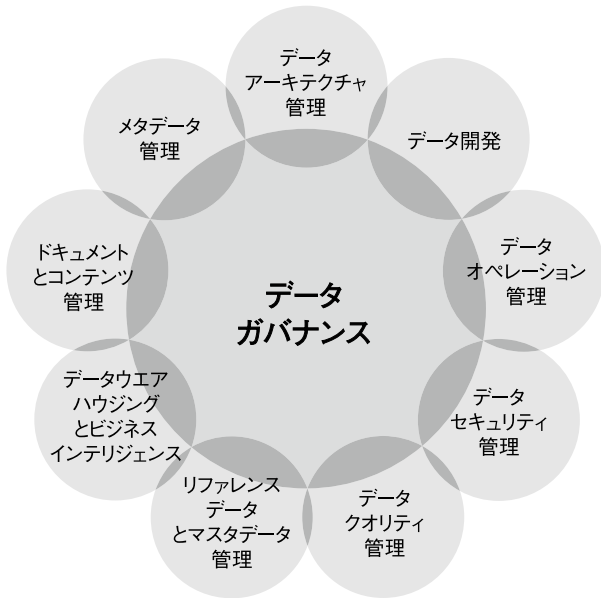 データ
アーキテクチャ
管理
データ開発
データ
オペレーション
管理
データ
セキュリティ
管理
データ
クオリティ
管理
リファレンス
データ
とマスタデータ
管理
データウエア
ハウジング
とビジネス
インテリジェンス
ドキュメント
とコンテンツ
管理
メタデータ
管理
データ
ガバナンス